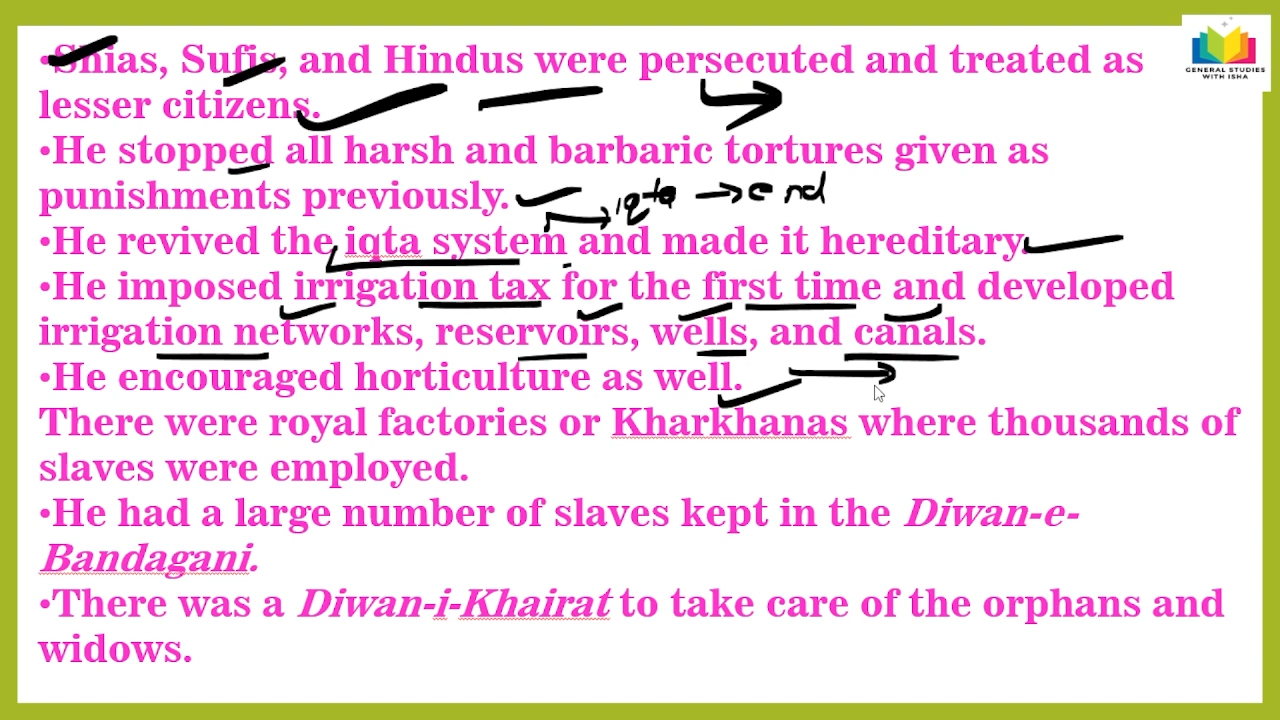 •Shias, Sufis, and Hindus were persecuted and treated as
lesser citizens.
•He stopped all harsh and barbaric tortures given as
punishments previously.
iqta → end
•He revived the iqta system and made it hereditary.
•He imposed irrigation tax for the first time and developed
irrigation networks, reservoirs, wells, and canals.
•He encouraged horticulture as well.
There were royal factories or Kharkhanas where thousands of
slaves were employed.
•He had a large number of slaves kept in the Diwan-e-
Bandagani.
•There was a Diwan-i-Khairat to take care of the orphans and
widows.
GENERAL STUDIES
WITH ISHA